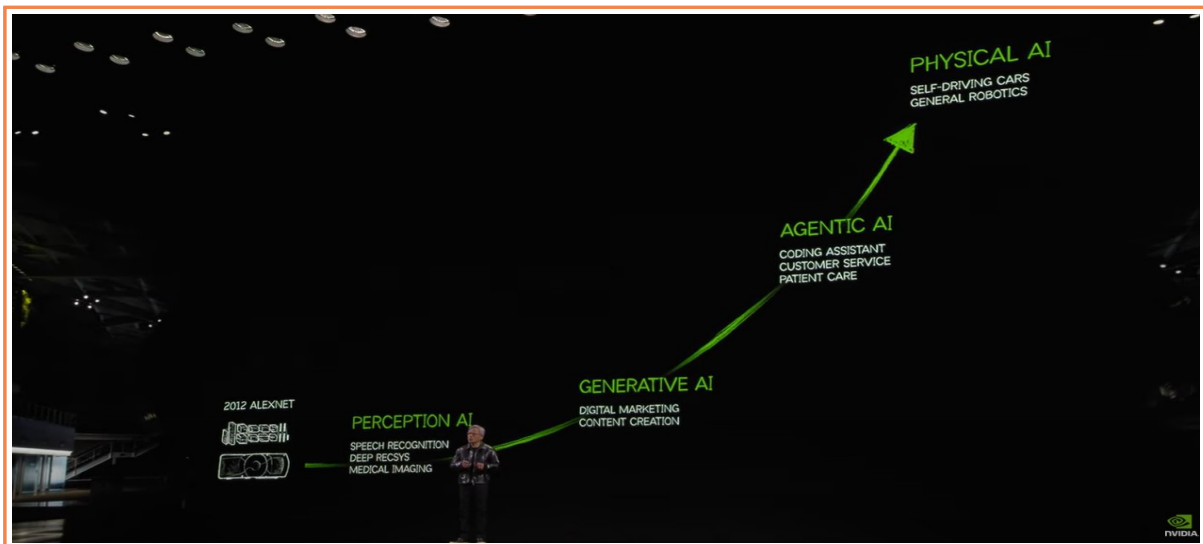 PHYSICAL AI
SELF-DRIVING CARS
GENERAL ROBOTICS
AGENTIC AI
CODING ASSISTANT
CUSTOMER SERVICE
PATIENT CARE
GENERATIVE AI
DIGITAL MARKETING
CONTENT CREATION
2012 ALEXNET
PERCEPTION AI
SPEECH RECOGNITION
DEEP RECSYS
MEDICAL IMAGING
NVIDIA